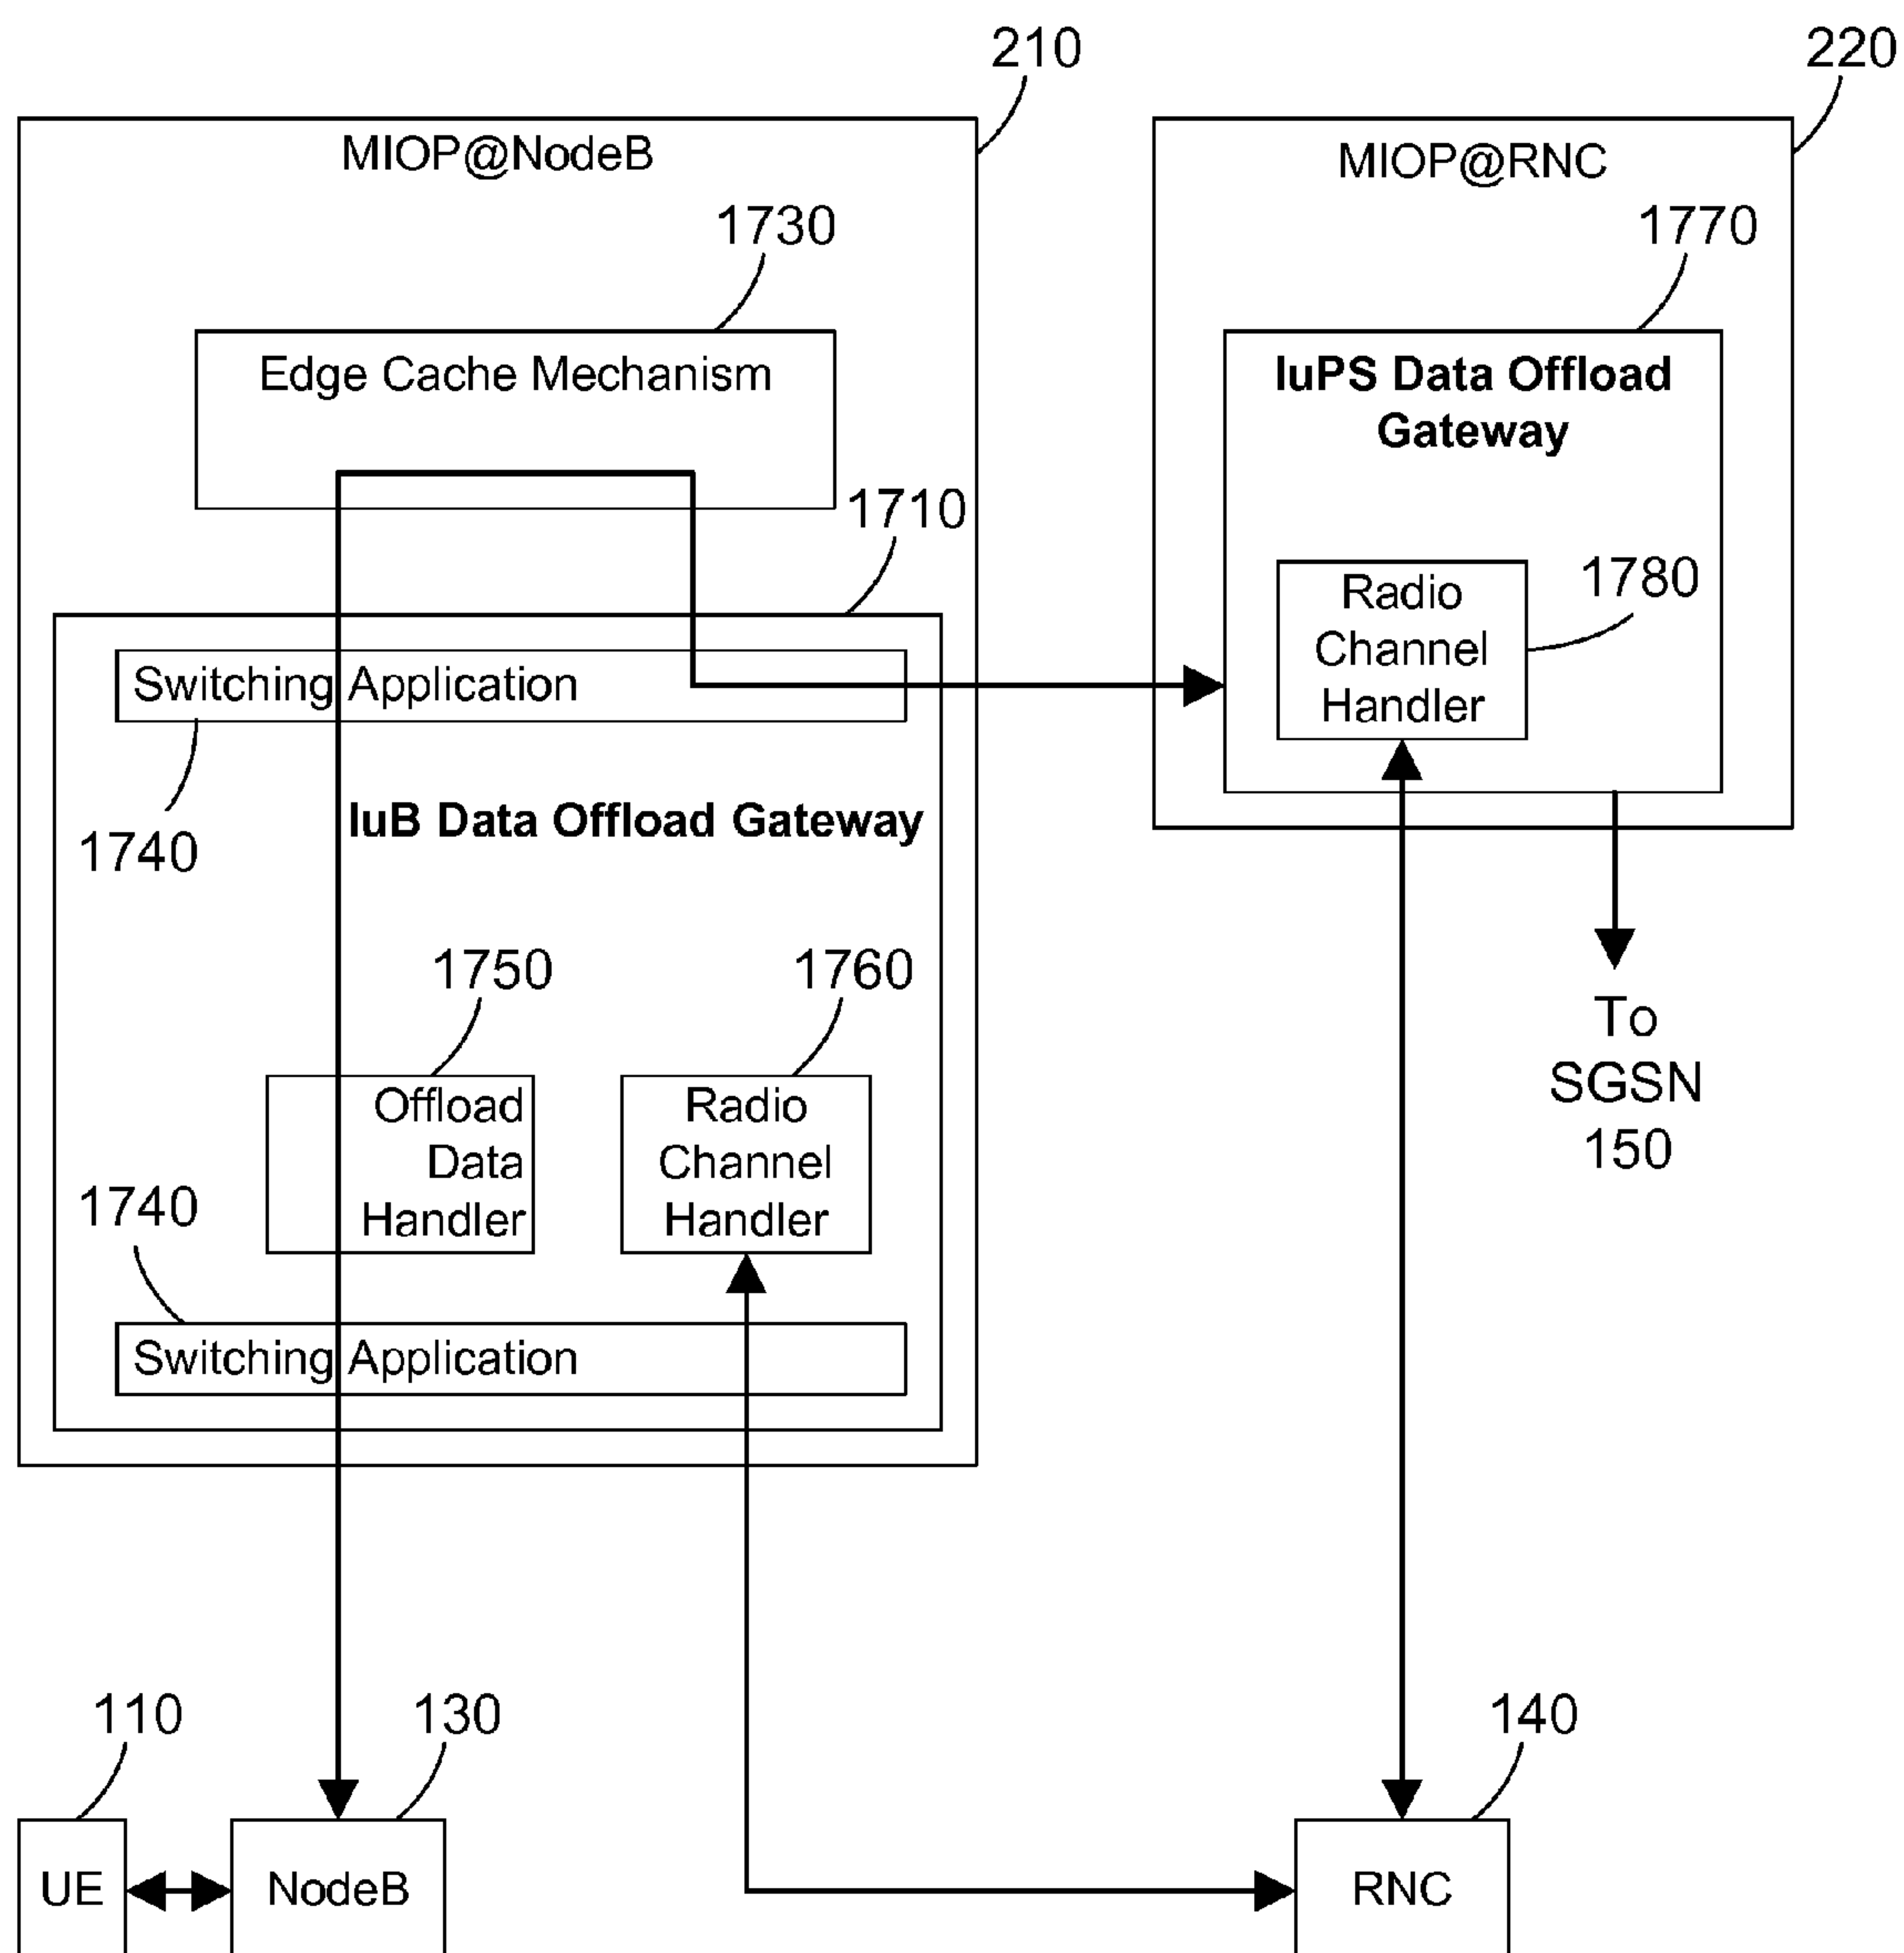 210
220
MIOP@NodeB
MIOP@RNC
1730
1770
Edge Cache Mechanism
IuPS Data Offload
Gateway
1710
Radio
Channel
Handler
1780
Switching Application
1740
IuB Data Offload Gateway
1750
1760
To
SGSN
150
Offload
Data
Handler
Radio
Channel
Handler
1740
Switching Application
110
130
140
UE
NodeB
RNC